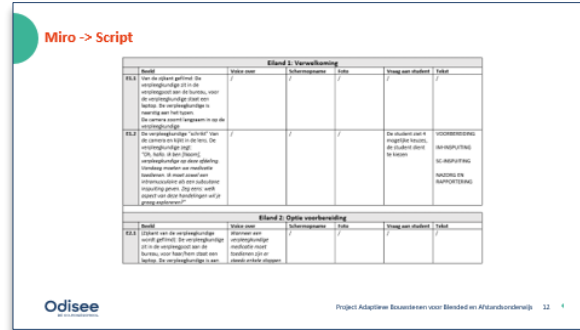 Miro -> Script
Eiland 1: Verwelkoming
Beeld Voice over Schermopname Foto Vraag aan student Tekst
E1.1 Van de zijkant gefilmd: De / / / / /
verpleegkundige zit in de
verpleegpost aan de bureau, voor
de verpleegkundige staat een
laptop. De verpleegkundige is
naarstig aan het typen.
De camera zoomt langzaam in op de
verpleegkundige
E1.2 De verpleegkundige "schrikt" Van / / / De student ziet 4 VOORBEREIDING
de camera en kijkt in de lens. De mogelijke keuzes,
verpleegkundige zegt: de student dient IM-INSPUITING
"Oh, hallo. Ik ben [Naam], te kiezen
verpleegkundige op deze afdeling. SC-INSPUITING
Vandaag moeten we medicatie
toedienen. Ik moet zowel een NAZORG EN
intramusculaire als een subcutane RAPPORTERING
inspuiting geven. Zeg eens: welk
aspect van deze handelingen wil je
graag exploreren?"
Eiland 2: Optie voorbereiding
Beeld Voice over Schermopname Foto Vraag aan student Tekst
E2.1 (Zijkant van de verpleegkundige Wanneer een / / / /
wordt gefilmd). De verpleegkundige verpleegkundige
zit in de verpleegpost aan de medicatie moet
bureau, voor haar/hem staat een toedienen zijn er
laptop. De verpleegkundige is aan steeds enkele stappen
Odisee
Project Adaptieve Bouwstenen voor Blended en Afstandsonderwijs 12